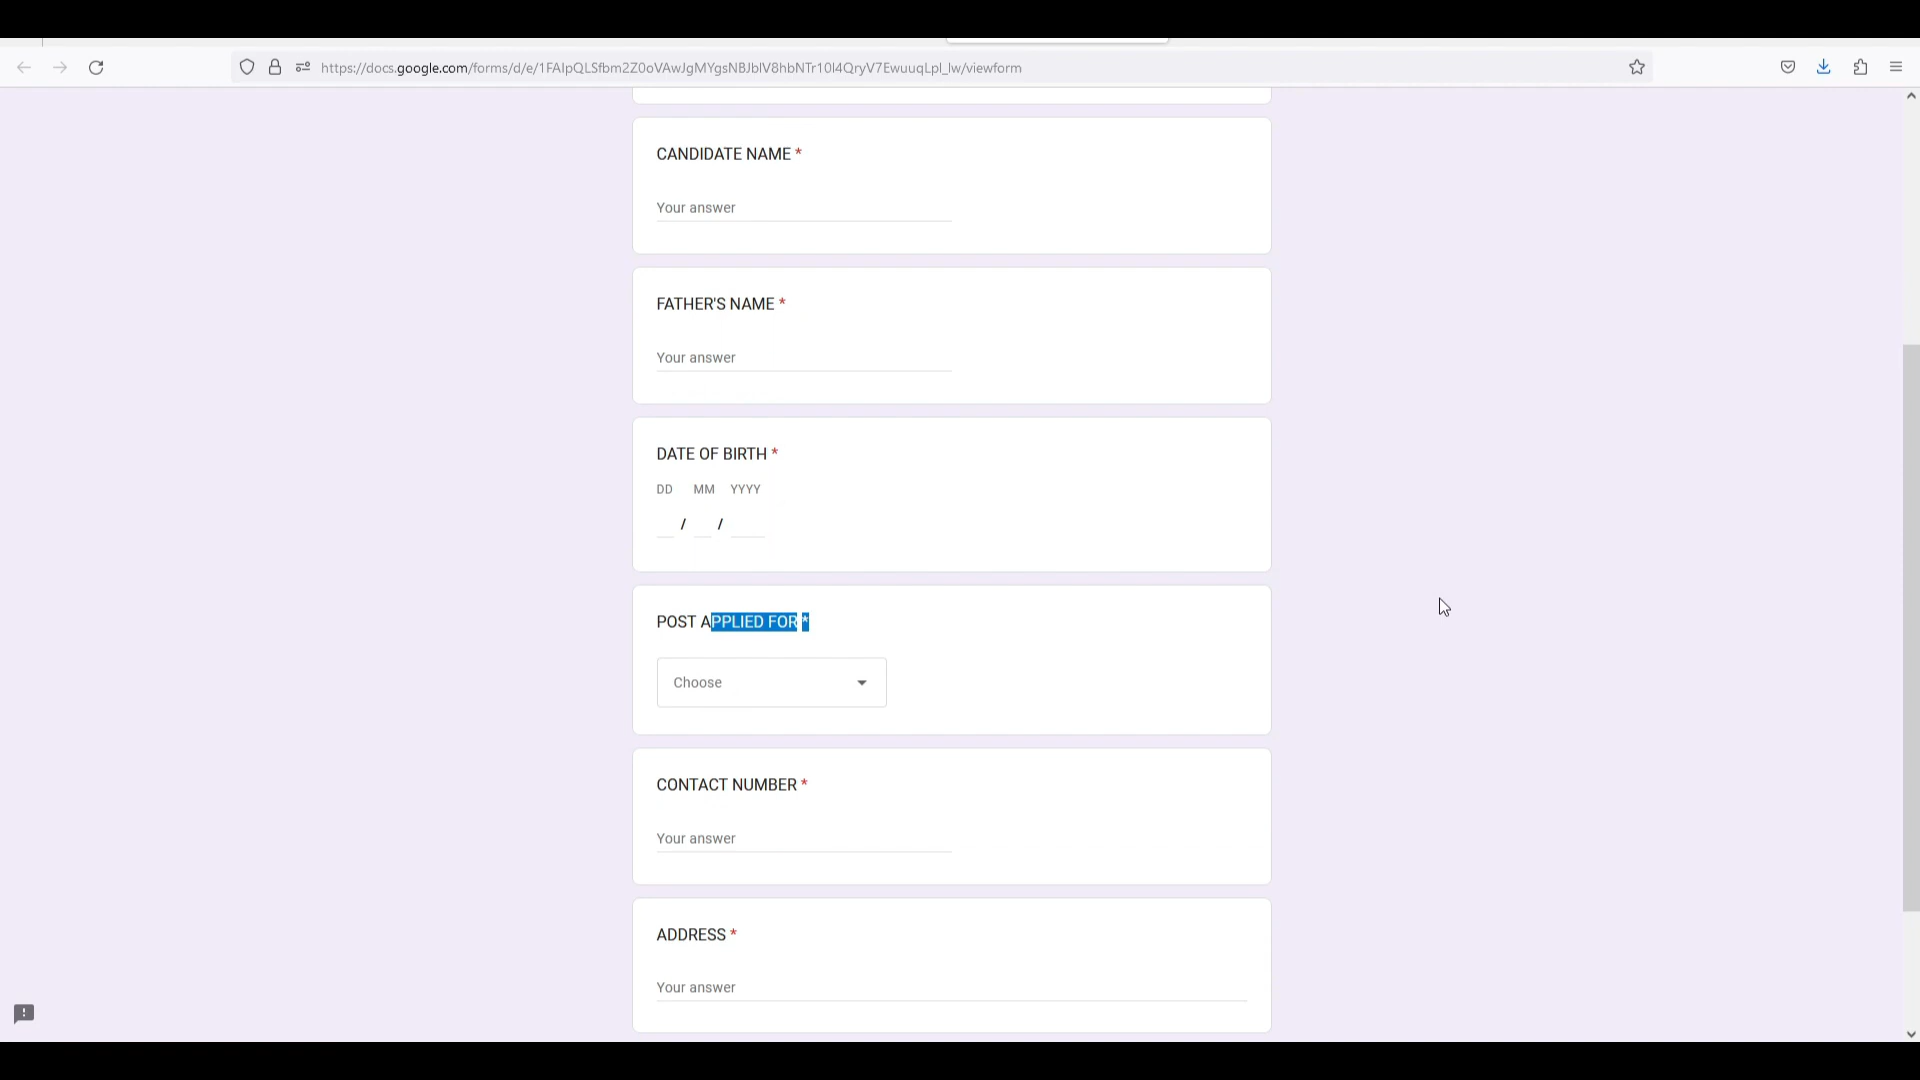 https://docs.google.com/forms/d/e/1FAIpQLSfbm2Z0oVAwJgMYgsNBJblV8hbNTr10l4QryV7EwuuqLpl_lw/viewform
CANDIDATE NAME *
Your answer
FATHER'S NAME *
Your answer
DATE OF BIRTH *
DD MM YYYY
/ /
POST APPLIED FOR *
Choose
CONTACT NUMBER *
Your answer
ADDRESS *
Your answer